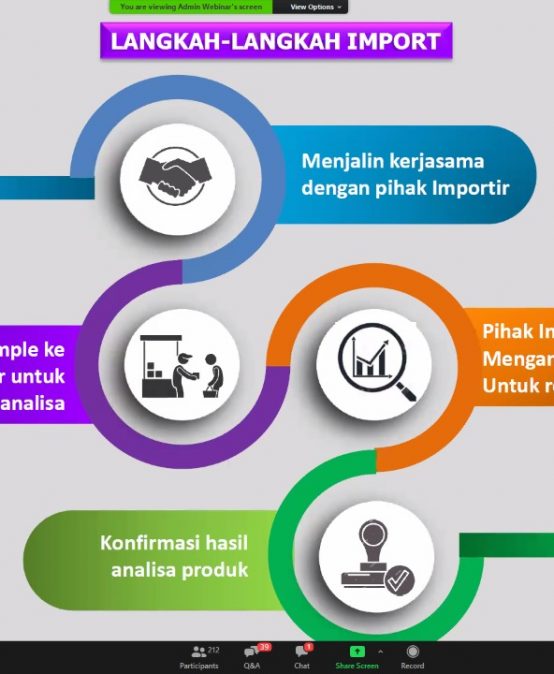 You are viewing Admin Webinar's screen
View Options
LANGKAH-LANGKAH IMPORT
Menjalin kerjasama
dengan pihak Importir
mple ke
r untuk
analisa
Pihak Im
Mengan
Untuk re
Konfirmasi hasil
analisa produk
212
39
1
Participants
Q&A
Chat
Share Screen
Record